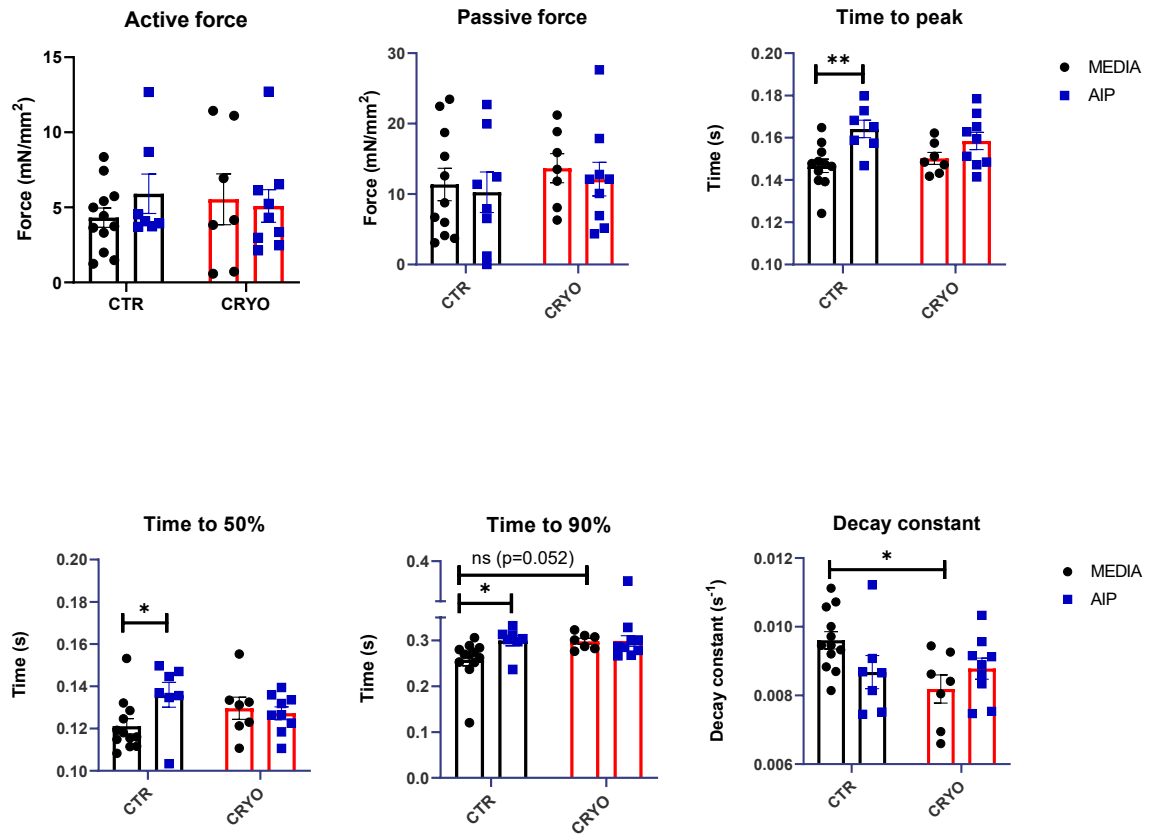 Active force
Force (mN/mm²)
15
10
5
0
CTR
CRYO
Passive force
Force (mN/mm²)
30
20
10
0
CTR
CRYO
Time to peak
Time (s)
0.20
0.18
0.16
0.14
0.12
0.10
**
CTR
CRYO
MEDIA
AIP
Time to 50%
Time (s)
0.20
0.18
0.16
0.14
0.12
0.10
*
CTR
CRYO
Time to 90%
Time (s)
0.4
0.3
0.2
0.1
0.0
ns (p=0.052)
*
CTR
CRYO
Decay constant
Decay constant (s⁻¹)
0.012
0.010
0.008
0.006
*
CTR
CRYO
MEDIA
AIP